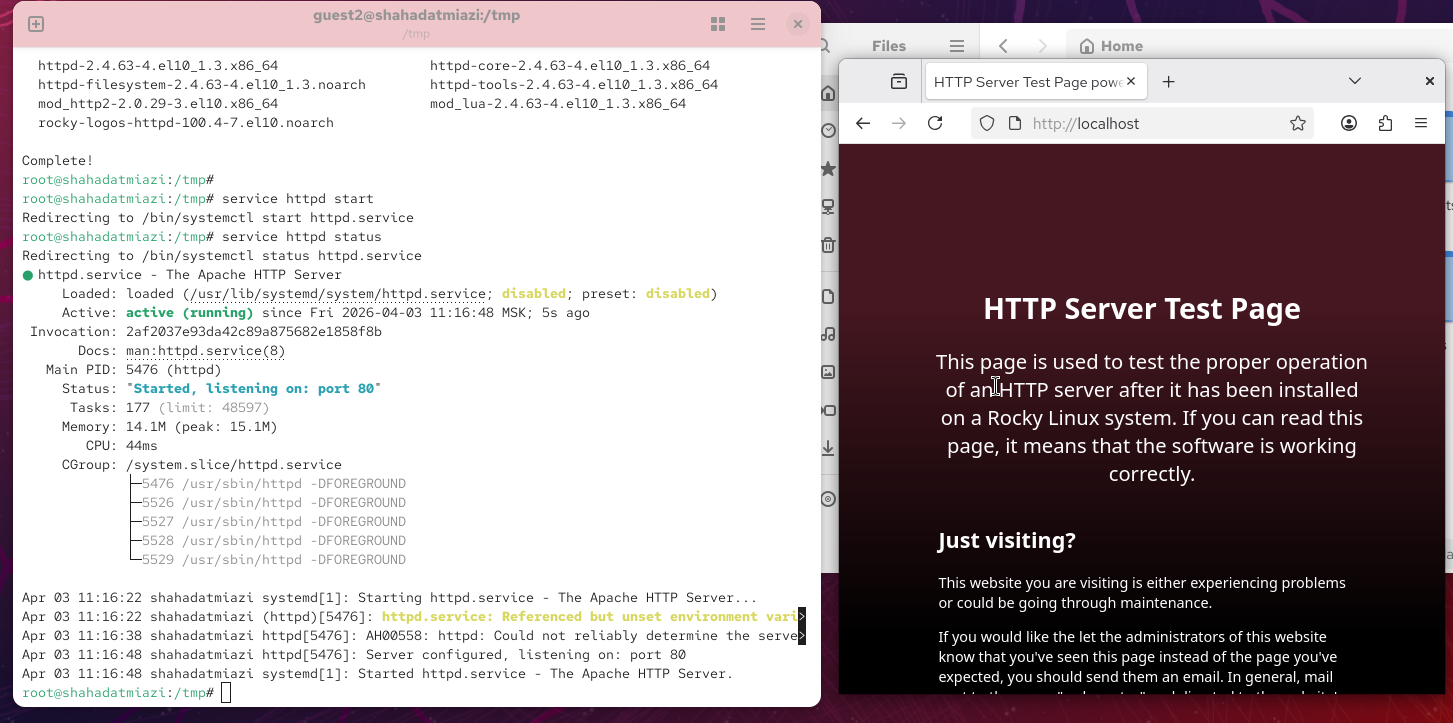 guest2@shahadatmiazi:/tmp
/tmp
httpd-2.4.63-4.el10_1.3.x86_64 httpd-core-2.4.63-4.el10_1.3.x86_64
httpd-filesystem-2.4.63-4.el10_1.3.noarch httpd-tools-2.4.63-4.el10_1.3.x86_64
mod_http2-2.0.29-3.el10.x86_64 mod_lua-2.4.63-4.el10_1.3.x86_64
rocky-logos-httpd-100.4-7.el10.noarch
Complete!
root@shahadatmiazi:/tmp#
root@shahadatmiazi:/tmp# service httpd start
Redirecting to /bin/systemctl start httpd.service
root@shahadatmiazi:/tmp# service httpd status
Redirecting to /bin/systemctl status httpd.service
● httpd.service - The Apache HTTP Server
Loaded: loaded (/usr/lib/systemd/system/httpd.service; disabled; preset: disabled)
Active: active (running) since Fri 2026-04-03 11:16:48 MSK; 5s ago
Invocation: 2af2037e93da42c89a875682e1858f8b
Docs: man:httpd.service(8)
Main PID: 5476 (httpd)
Status: "Started, listening on: port 80"
Tasks: 177 (limit: 48597)
Memory: 14.1M (peak: 15.1M)
CPU: 44ms
CGroup: /system.slice/httpd.service
├─5476 /usr/sbin/httpd -DFOREGROUND
├─5526 /usr/sbin/httpd -DFOREGROUND
├─5527 /usr/sbin/httpd -DFOREGROUND
├─5528 /usr/sbin/httpd -DFOREGROUND
└─5529 /usr/sbin/httpd -DFOREGROUND
Apr 03 11:16:22 shahadatmiazi systemd[1]: Starting httpd.service - The Apache HTTP Server...
Apr 03 11:16:22 shahadatmiazi (httpd)[5476]: httpd.service: Referenced but unset environment vari>
Apr 03 11:16:38 shahadatmiazi httpd[5476]: AH00558: httpd: Could not reliably determine the serve>
Apr 03 11:16:48 shahadatmiazi httpd[5476]: Server configured, listening on: port 80
Apr 03 11:16:48 shahadatmiazi systemd[1]: Started httpd.service - The Apache HTTP Server.
root@shahadatmiazi:/tmp#
Files
Home
HTTP Server Test Page powe
http://localhost
HTTP Server Test Page
This page is used to test the proper operation
of an HTTP server after it has been installed
on a Rocky Linux system. If you can read this
page, it means that the software is working
correctly.
Just visiting?
This website you are visiting is either experiencing problems
or could be going through maintenance.
If you would like the let the administrators of this website
know that you've seen this page instead of the page you've
expected, you should send them an email. In general, mail